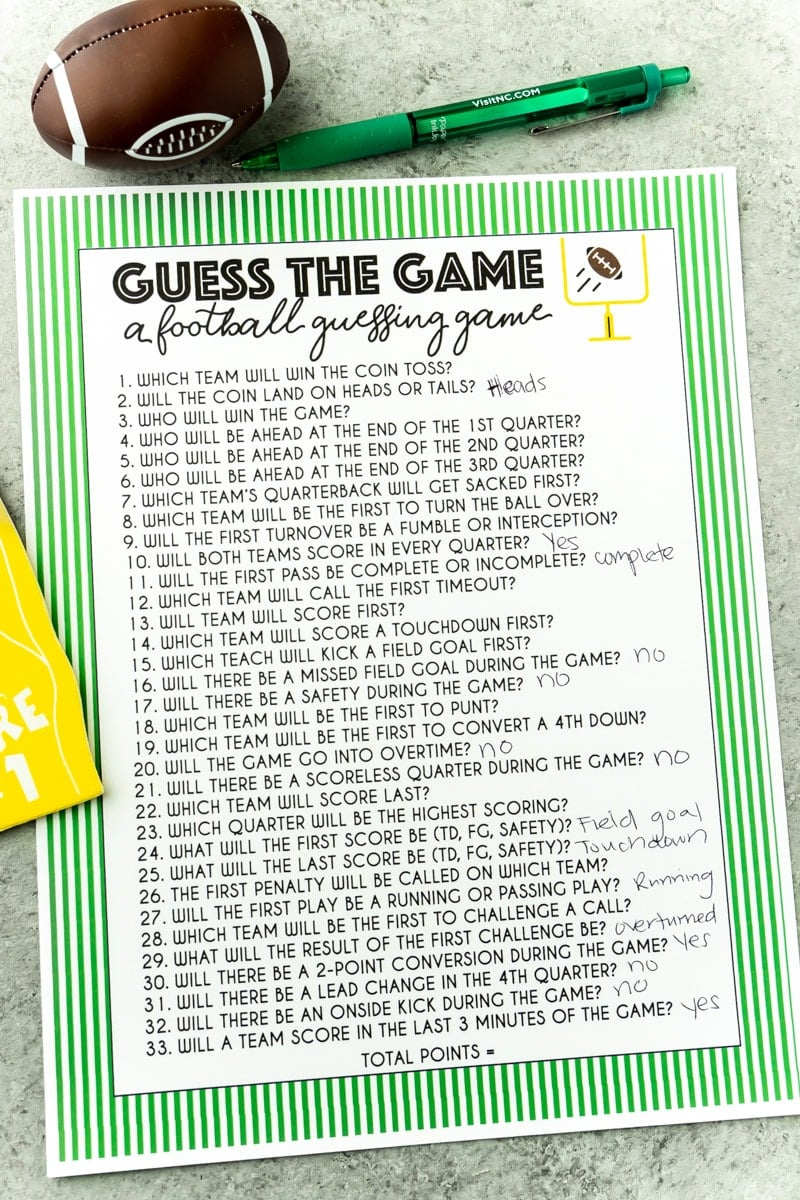 VisitNC.COM
GUESS THE GAME
a football guessing game
1. WHICH TEAM WILL WIN THE COIN TOSS?
2. WILL THE COIN LAND ON HEADS OR TAILS? Heads
3. WHO WILL WIN THE GAME?
4. WHO WILL BE AHEAD AT THE END OF THE 1ST QUARTER?
5. WHO WILL BE AHEAD AT THE END OF THE 2ND QUARTER?
6. WHO WILL BE AHEAD AT THE END OF THE 3RD QUARTER?
7. WHICH TEAM'S QUARTERBACK WILL GET SACKED FIRST?
8. WHICH TEAM WILL BE THE FIRST TO TURN THE BALL OVER?
9. WILL THE FIRST TURNOVER BE A FUMBLE OR INTERCEPTION?
10. WILL BOTH TEAMS SCORE IN EVERY QUARTER? Yes
11. WILL THE FIRST PASS BE COMPLETE OR INCOMPLETE? complete
12. WHICH TEAM WILL CALL THE FIRST TIMEOUT?
13. WILL TEAM WILL SCORE FIRST?
14. WHICH TEAM WILL SCORE A TOUCHDOWN FIRST?
15. WHICH TEACH WILL KICK A FIELD GOAL FIRST?
16. WILL THERE BE A MISSED FIELD GOAL DURING THE GAME? no
17. WILL THERE BE A SAFETY DURING THE GAME? no
18. WHICH TEAM WILL BE THE FIRST TO PUNT?
19. WHICH TEAM WILL BE THE FIRST TO CONVERT A 4TH DOWN?
20. WILL THE GAME GO INTO OVERTIME? no
21. WILL THERE BE A SCORELESS QUARTER DURING THE GAME? no
22. WHICH TEAM WILL SCORE LAST?
23. WHICH QUARTER WILL BE THE HIGHEST SCORING?
24. WHAT WILL THE FIRST SCORE BE (TD, FG, SAFETY)? Field goal
25. WHAT WILL THE LAST SCORE BE (TD, FG, SAFETY)? Touchdown
26. THE FIRST PENALTY WILL BE CALLED ON WHICH TEAM?
27. WILL THE FIRST PLAY BE A RUNNING OR PASSING PLAY? Running
28. WHICH TEAM WILL BE THE FIRST TO CHALLENGE A CALL?
29. WHAT WILL THE RESULT OF THE FIRST CHALLENGE BE? overturned
30. WILL THERE BE A 2-POINT CONVERSION DURING THE GAME? Yes
31. WILL THERE BE A LEAD CHANGE IN THE 4TH QUARTER? no
32. WILL THERE BE AN ONSIDE KICK DURING THE GAME? no
33. WILL A TEAM SCORE IN THE LAST 3 MINUTES OF THE GAME? yes
TOTAL POINTS =